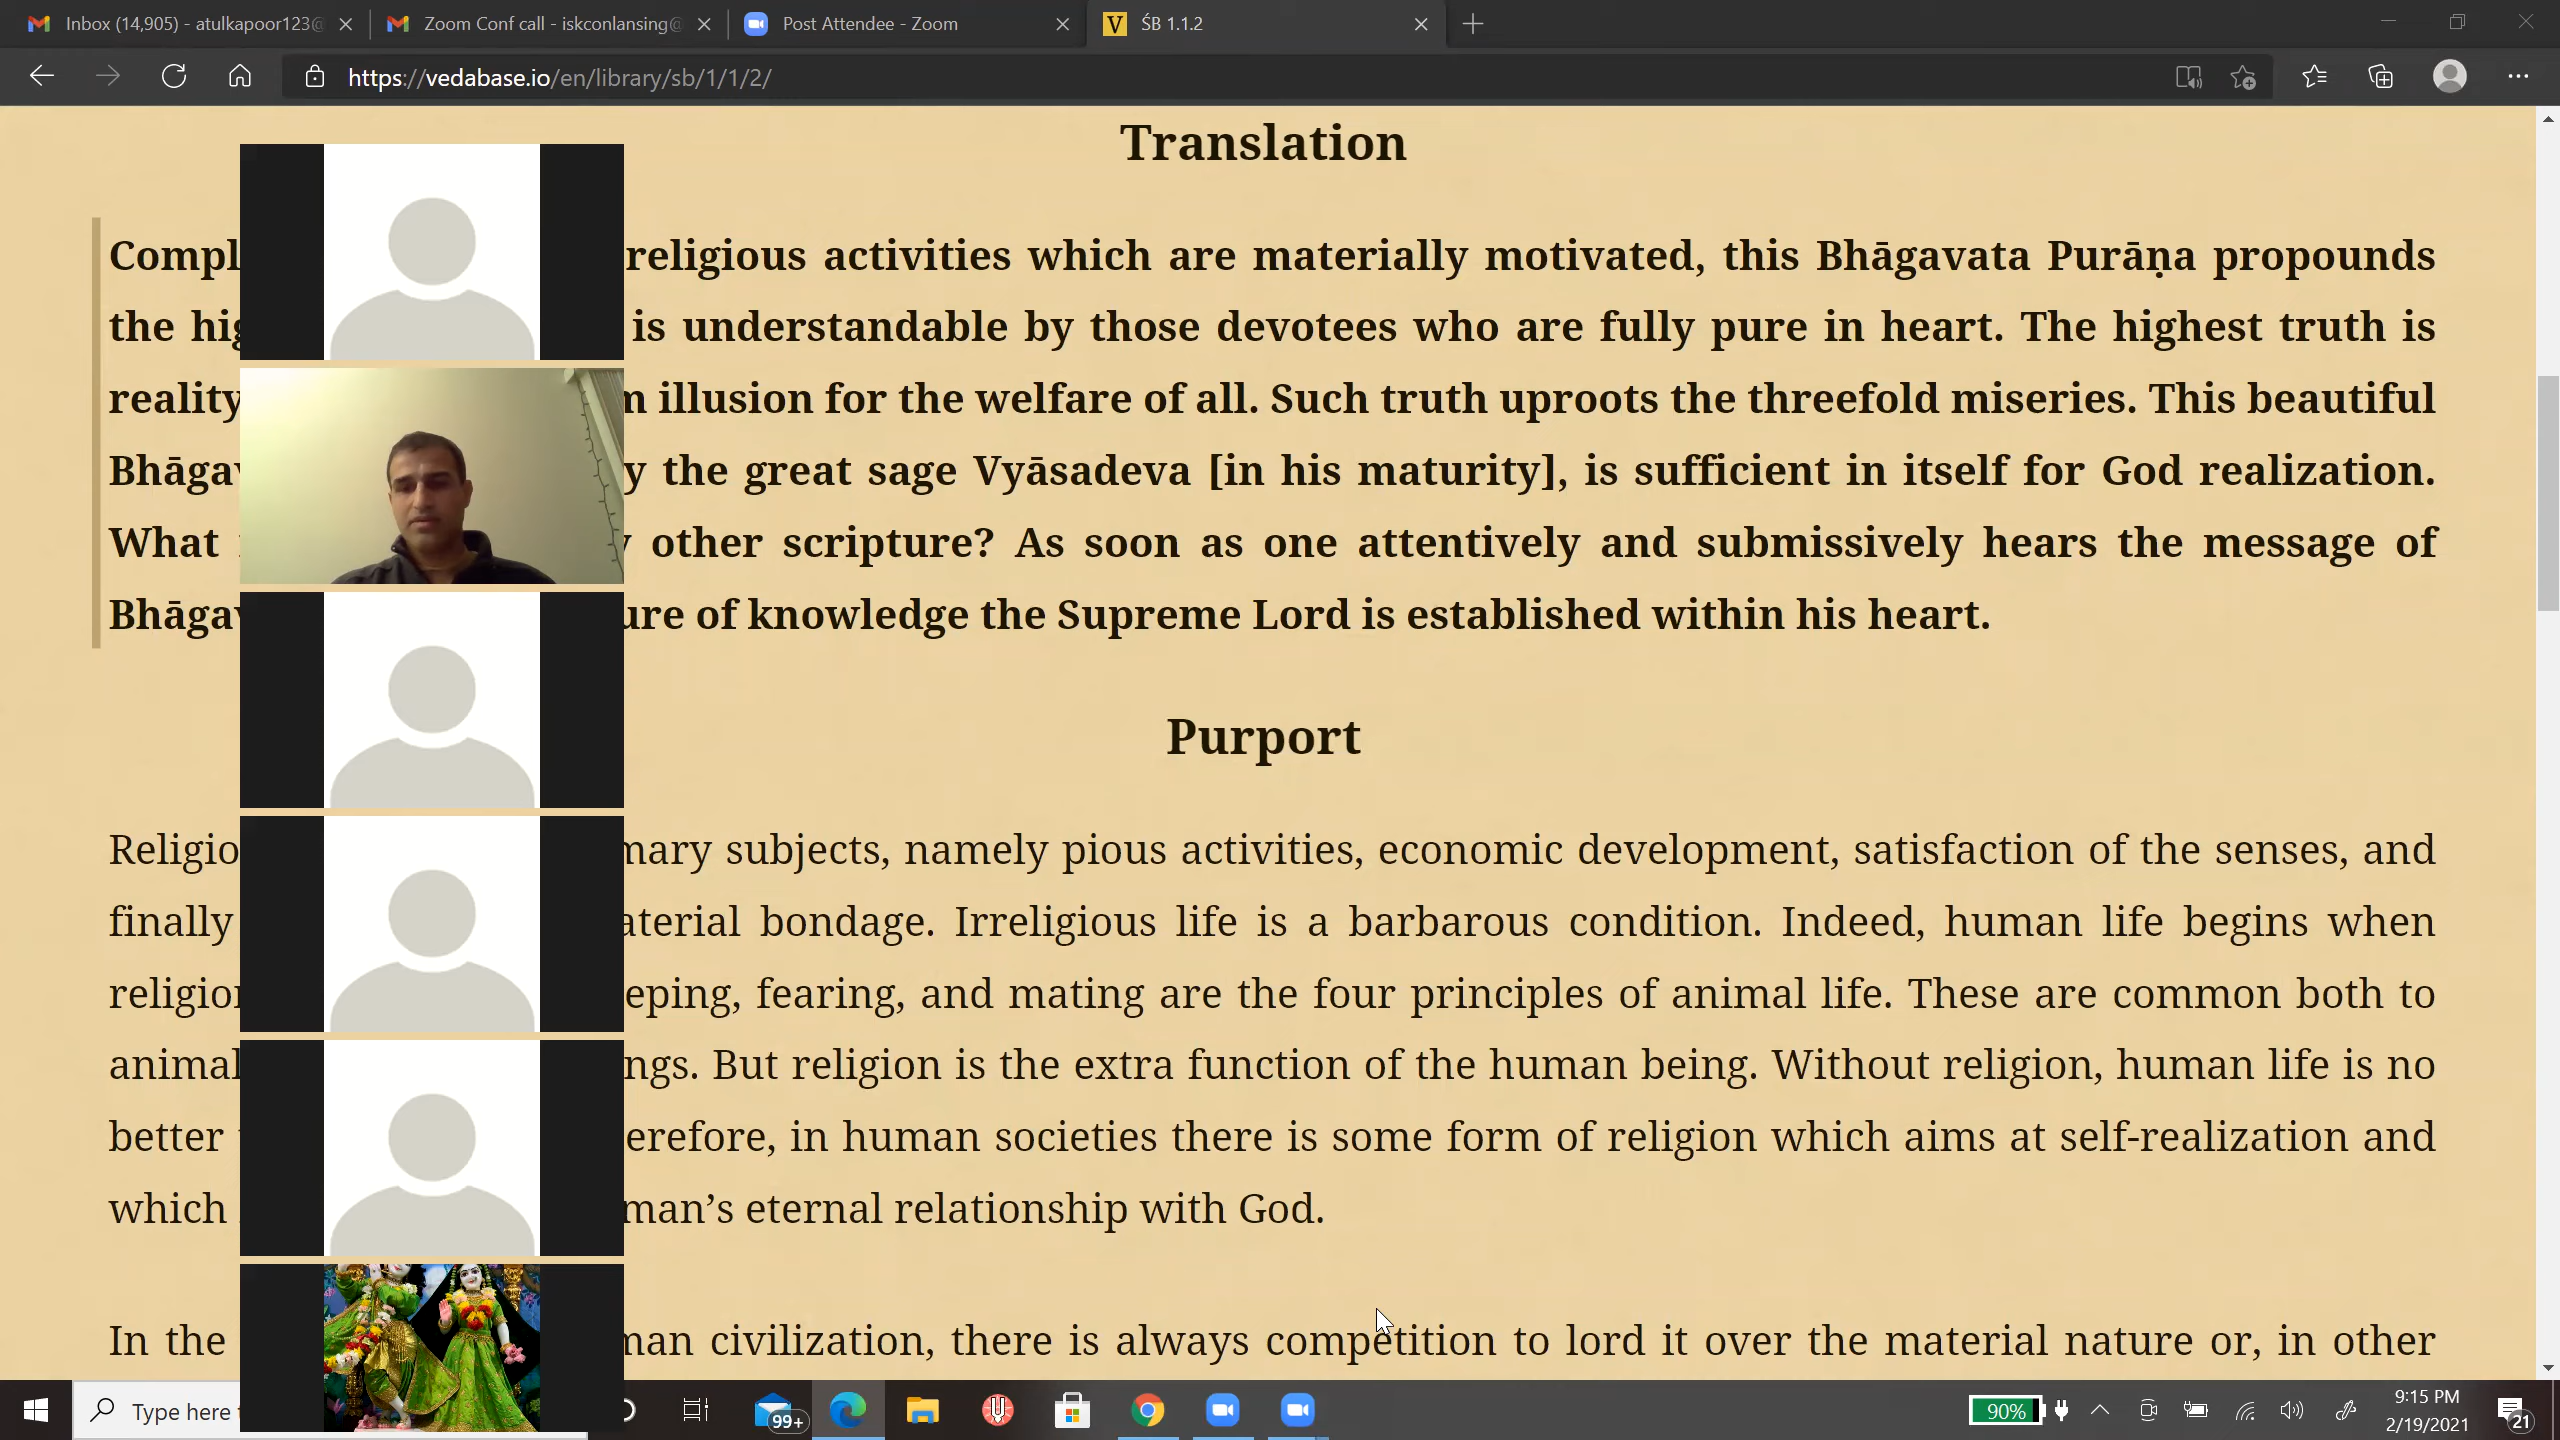 Inbox (14,905) - atulkapoor123@
Zoom Conf call - iskconlansing@
Post Attendee - Zoom
ŚB 1.1.2
https://vedabase.io/en/library/sb/1/1/2/
Translation
Compl religious activities which are materially motivated, this Bhāgavata Purāṇa propounds
the hig is understandable by those devotees who are fully pure in heart. The highest truth is
reality m illusion for the welfare of all. Such truth uproots the threefold miseries. This beautiful
Bhāgav y the great sage Vyāsadeva [in his maturity], is sufficient in itself for God realization.
What y other scripture? As soon as one attentively and submissively hears the message of
Bhāgav ure of knowledge the Supreme Lord is established within his heart.
Purport
Religio mary subjects, namely pious activities, economic development, satisfaction of the senses, and
finally aterial bondage. Irreligious life is a barbarous condition. Indeed, human life begins when
religion eping, fearing, and mating are the four principles of animal life. These are common both to
animal ngs. But religion is the extra function of the human being. Without religion, human life is no
better erefore, in human societies there is some form of religion which aims at self-realization and
which man’s eternal relationship with God.
In the man civilization, there is always competition to lord it over the material nature or, in other
Type here
99+
90%
9:15 PM
2/19/2021
21